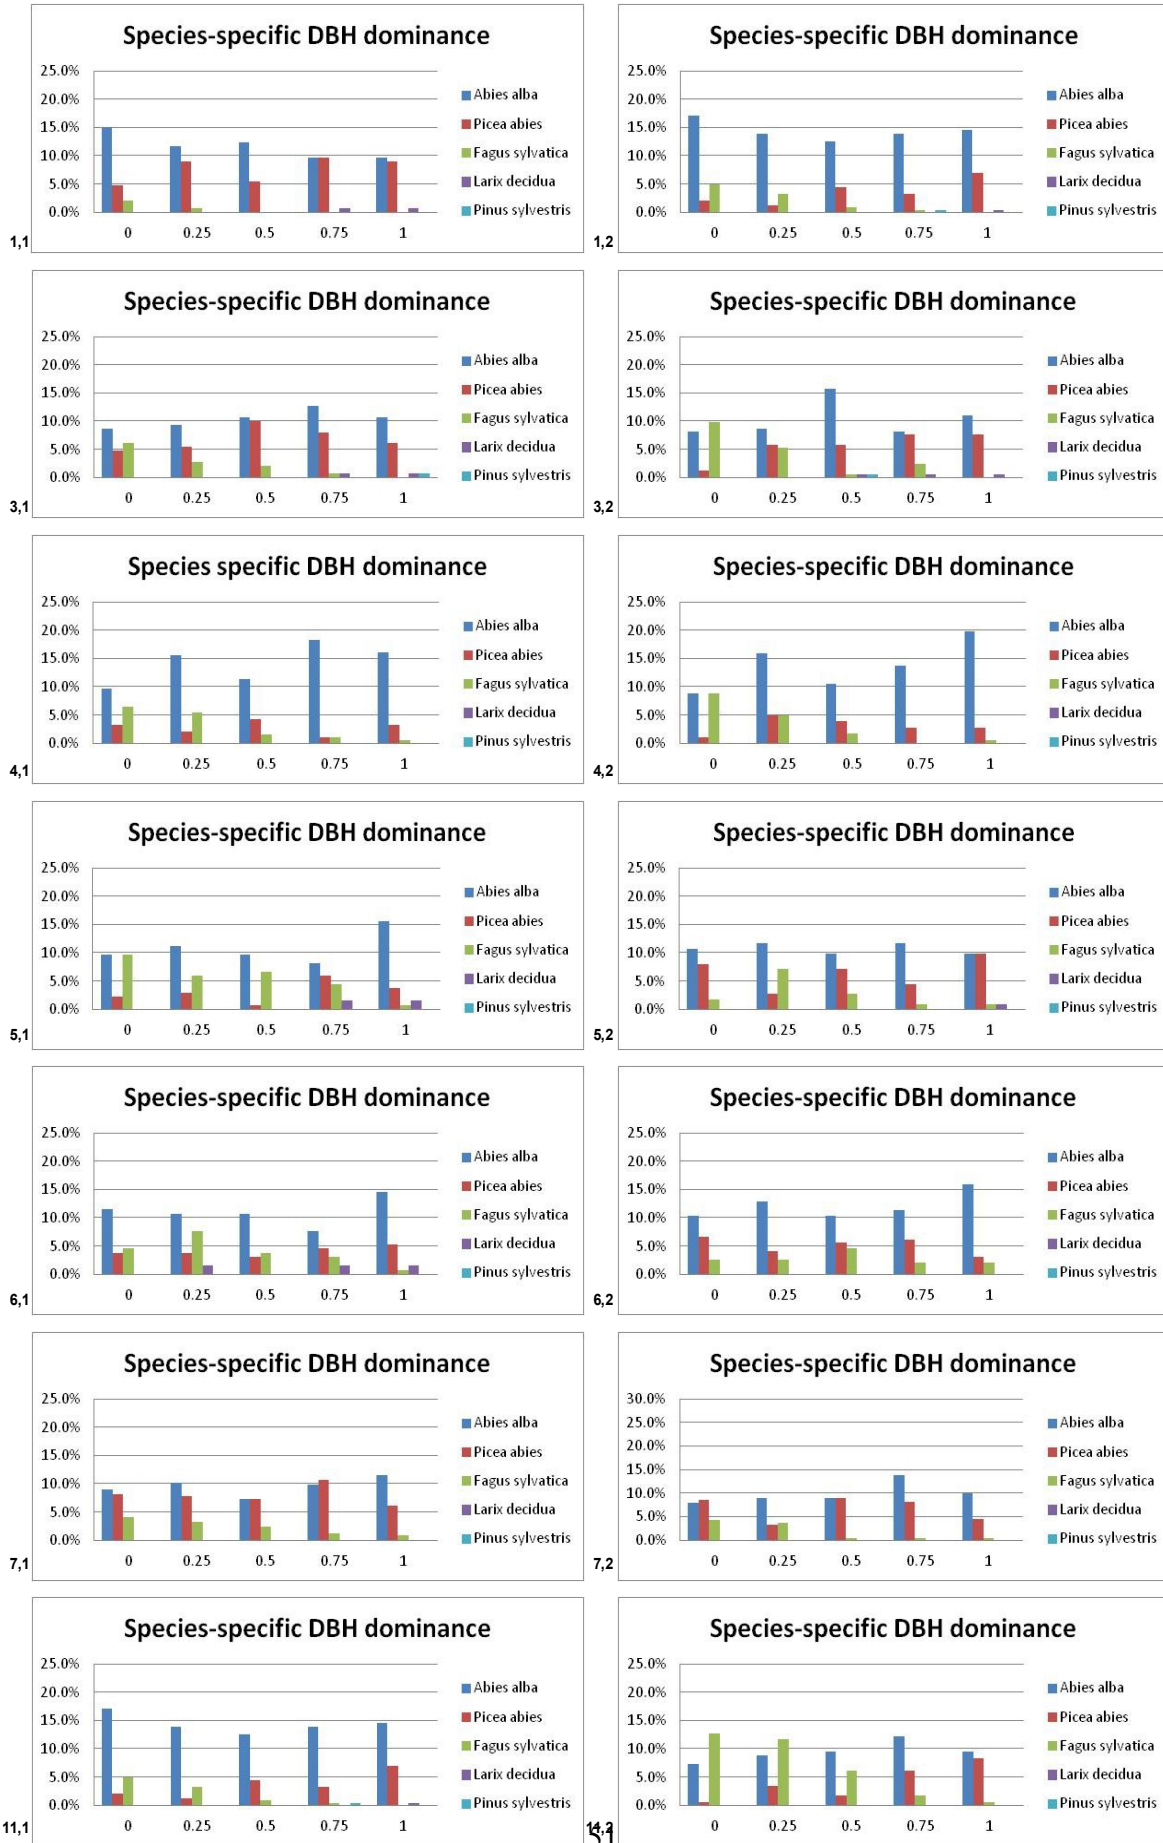 Species-specific DBH dominance
25.0%
20.0%
15.0%
10.0%
5.0%
0.0%
0 0.25 0.5 0.75 1
Abies alba
Picea abies
Fagus sylvatica
Larix decidua
Pinus sylvestris
1,1
Species-specific DBH dominance
25.0%
20.0%
15.0%
10.0%
5.0%
0.0%
0 0.25 0.5 0.75 1
Abies alba
Picea abies
Fagus sylvatica
Larix decidua
Pinus sylvestris
1,2
Species-specific DBH dominance
25.0%
20.0%
15.0%
10.0%
5.0%
0.0%
0 0.25 0.5 0.75 1
Abies alba
Picea abies
Fagus sylvatica
Larix decidua
Pinus sylvestris
3,1
Species-specific DBH dominance
25.0%
20.0%
15.0%
10.0%
5.0%
0.0%
0 0.25 0.5 0.75 1
Abies alba
Picea abies
Fagus sylvatica
Larix decidua
Pinus sylvestris
3,2
Species specific DBH dominance
25.0%
20.0%
15.0%
10.0%
5.0%
0.0%
0 0.25 0.5 0.75 1
Abies alba
Picea abies
Fagus sylvatica
Larix decidua
Pinus sylvestris
4,1
Species-specific DBH dominance
25.0%
20.0%
15.0%
10.0%
5.0%
0.0%
0 0.25 0.5 0.75 1
Abies alba
Picea abies
Fagus sylvatica
Larix decidua
Pinus sylvestris
4,2
Species-specific DBH dominance
25.0%
20.0%
15.0%
10.0%
5.0%
0.0%
0 0.25 0.5 0.75 1
Abies alba
Picea abies
Fagus sylvatica
Larix decidua
Pinus sylvestris
5,1
Species-specific DBH dominance
25.0%
20.0%
15.0%
10.0%
5.0%
0.0%
0 0.25 0.5 0.75 1
Abies alba
Picea abies
Fagus sylvatica
Larix decidua
Pinus sylvestris
5,2
Species-specific DBH dominance
25.0%
20.0%
15.0%
10.0%
5.0%
0.0%
0 0.25 0.5 0.75 1
Abies alba
Picea abies
Fagus sylvatica
Larix decidua
Pinus sylvestris
6,1
Species-specific DBH dominance
25.0%
20.0%
15.0%
10.0%
5.0%
0.0%
0 0.25 0.5 0.75 1
Abies alba
Picea abies
Fagus sylvatica
Larix decidua
Pinus sylvestris
6,2
Species-specific DBH dominance
25.0%
20.0%
15.0%
10.0%
5.0%
0.0%
0 0.25 0.5 0.75 1
Abies alba
Picea abies
Fagus sylvatica
Larix decidua
Pinus sylvestris
7,1
Species-specific DBH dominance
30.0%
25.0%
20.0%
15.0%
10.0%
5.0%
0.0%
0 0.25 0.5 0.75 1
Abies alba
Picea abies
Fagus sylvatica
Larix decidua
Pinus sylvestris
7,2
Species-specific DBH dominance
25.0%
20.0%
15.0%
10.0%
5.0%
0.0%
0 0.25 0.5 0.75 1
Abies alba
Picea abies
Fagus sylvatica
Larix decidua
Pinus sylvestris
11,1
Species-specific DBH dominance
25.0%
20.0%
15.0%
10.0%
5.0%
0.0%
0 0.25 0.5 0.75 1
Abies alba
Picea abies
Fagus sylvatica
Larix decidua
Pinus sylvestris